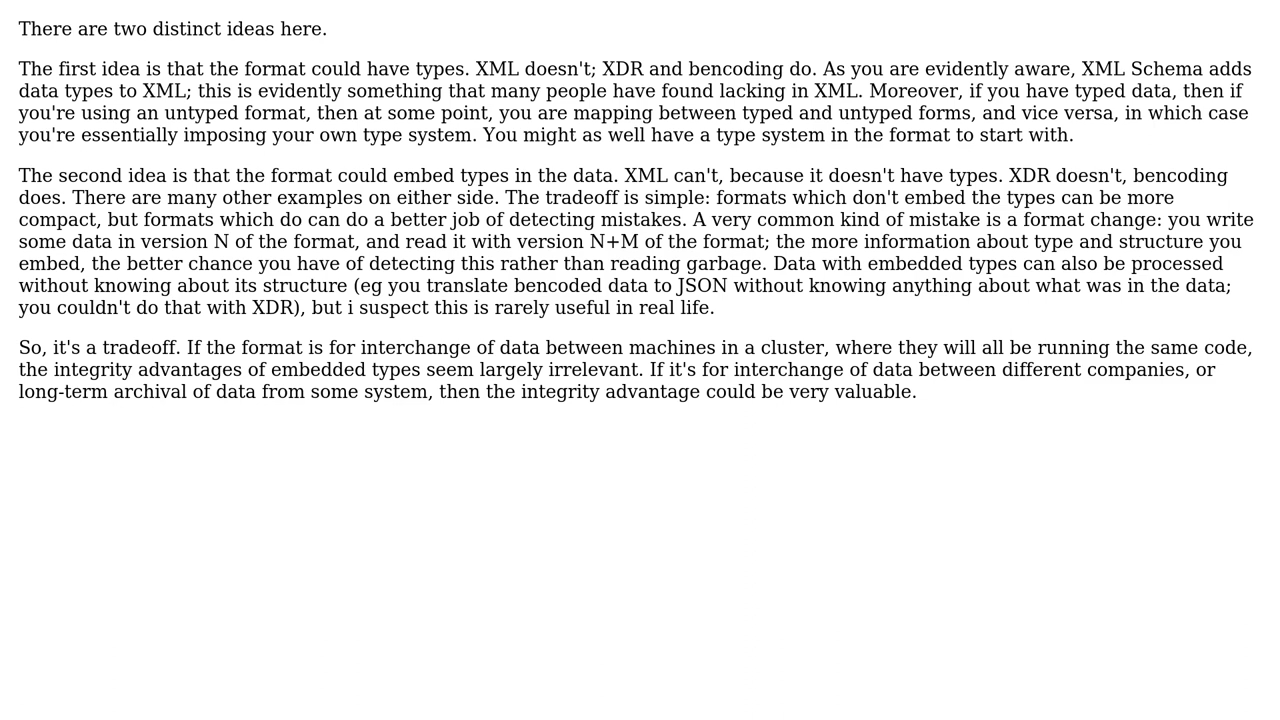 There are two distinct ideas here.
The first idea is that the format could have types. XML doesn't; XDR and bencoding do. As you are evidently aware, XML Schema adds
data types to XML; this is evidently something that many people have found lacking in XML. Moreover, if you have typed data, then if
you're using an untyped format, then at some point, you are mapping between typed and untyped forms, and vice versa, in which case
you're essentially imposing your own type system. You might as well have a type system in the format to start with.
The second idea is that the format could embed types in the data. XML can't, because it doesn't have types. XDR doesn't, bencoding
does. There are many other examples on either side. The tradeoff is simple: formats which don't embed the types can be more
compact, but formats which do can do a better job of detecting mistakes. A very common kind of mistake is a format change: you write
some data in version N of the format, and read it with version N+M of the format; the more information about type and structure you
embed, the better chance you have of detecting this rather than reading garbage. Data with embedded types can also be processed
without knowing about its structure (eg you translate bencoded data to JSON without knowing anything about what was in the data;
you couldn't do that with XDR), but i suspect this is rarely useful in real life.
So, it's a tradeoff. If the format is for interchange of data between machines in a cluster, where they will all be running the same code,
the integrity advantages of embedded types seem largely irrelevant. If it's for interchange of data between different companies, or
long-term archival of data from some system, then the integrity advantage could be very valuable.